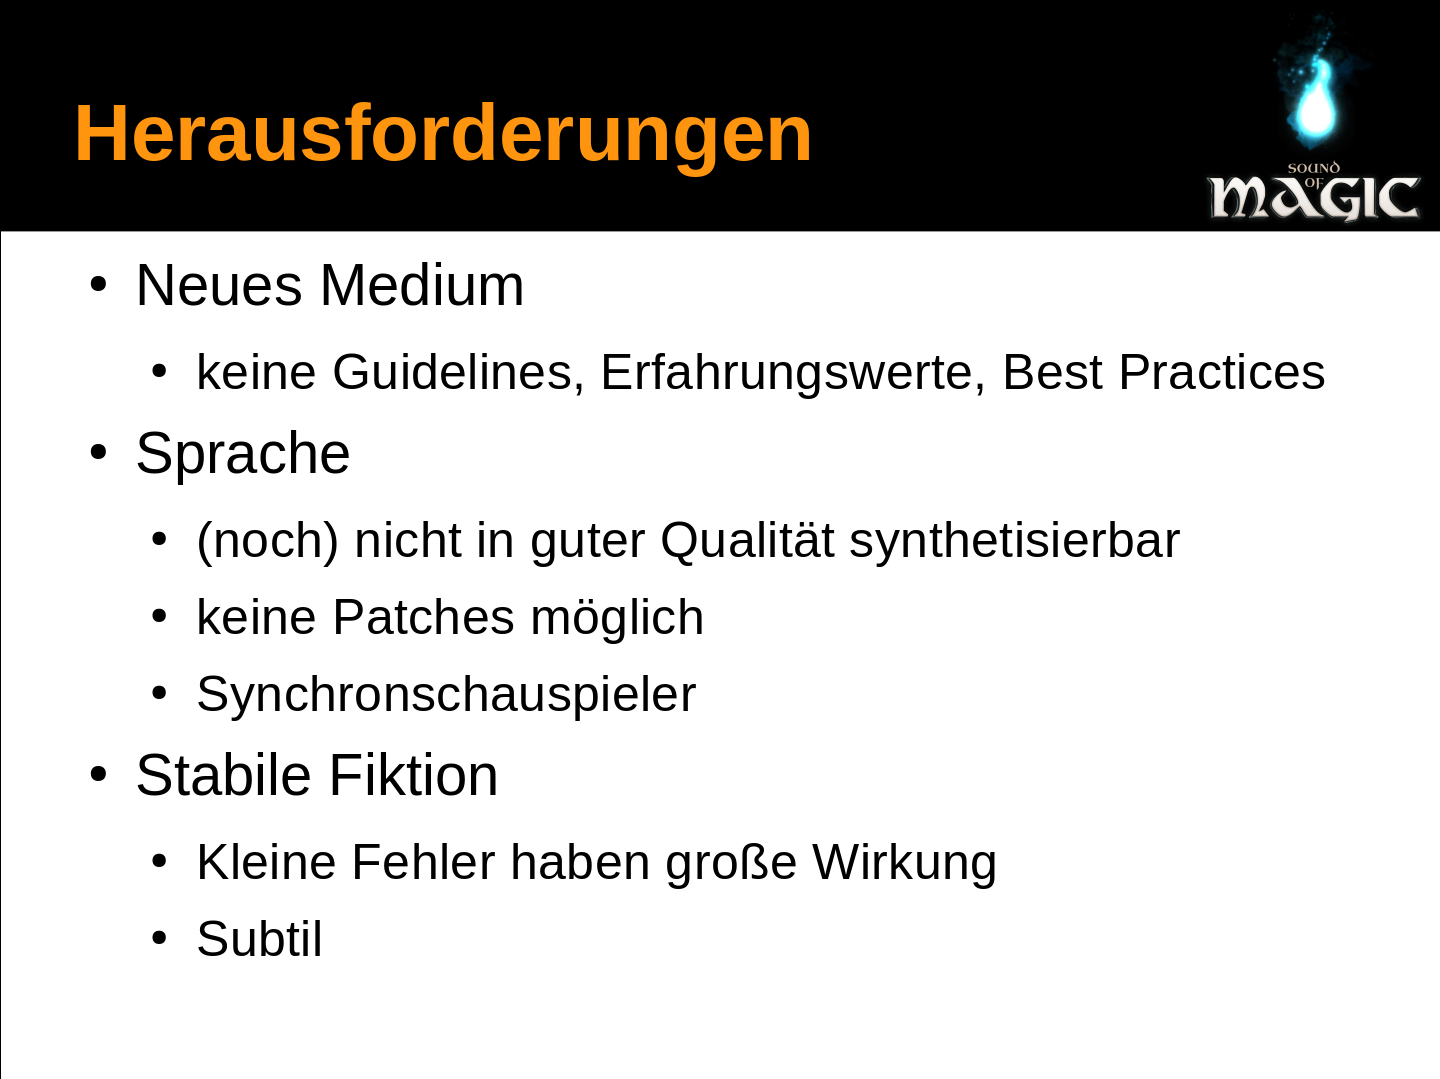 Herausforderungen
SOUND
OF
MAGIC
• Neues Medium
• keine Guidelines, Erfahrungswerte, Best Practices
• Sprache
• (noch) nicht in guter Qualität synthetisierbar
• keine Patches möglich
• Synchronschauspieler
• Stabile Fiktion
• Kleine Fehler haben große Wirkung
• Subtil